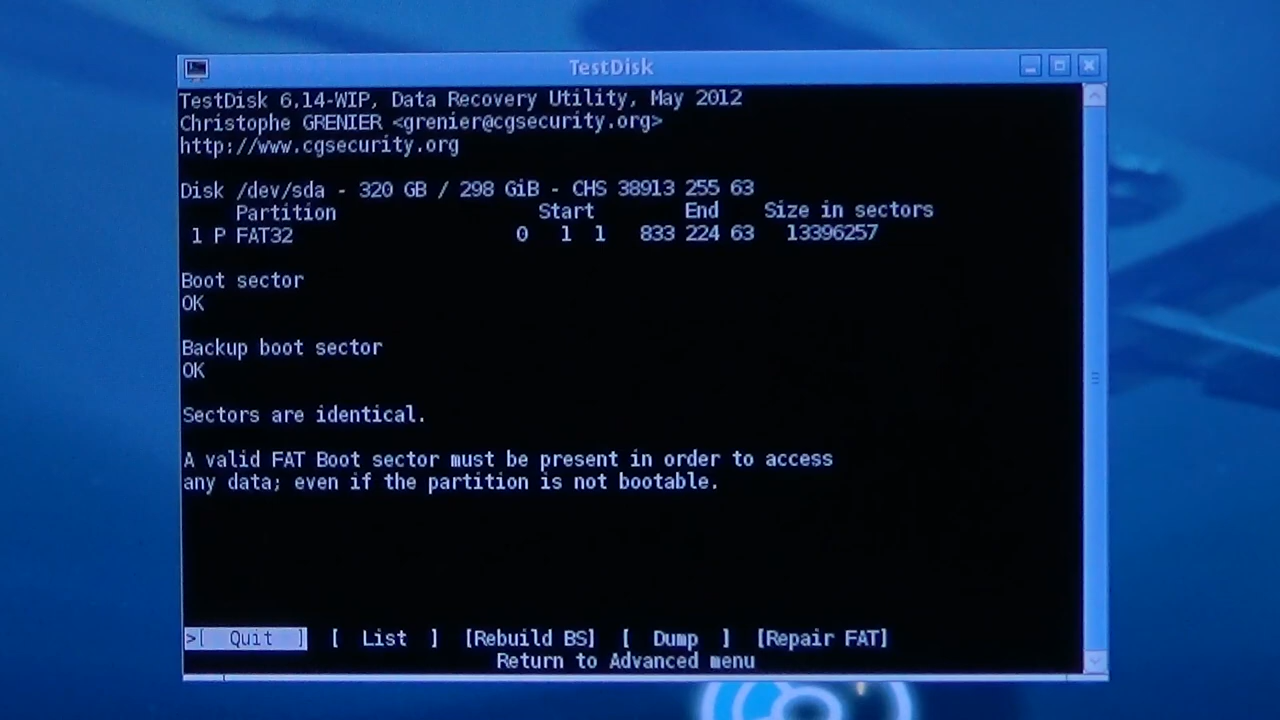 TestDisk
TestDisk 6.14-WIP, Data Recovery Utility, May 2012
Christophe GRENIER <grenier@cgsecurity.org>
http://www.cgsecurity.org
Disk /dev/sda - 320 GB / 298 GiB - CHS 38913 255 63
Partition Start End Size in sectors
1 P FAT32 0 1 1 833 224 63 13396257
Boot sector
OK
Backup boot sector
OK
Sectors are identical.
A valid FAT Boot sector must be present in order to access
any data; even if the partition is not bootable.
>[ Quit ] [ List ] [Rebuild BS] [ Dump ] [Repair FAT]
Return to Advanced menu